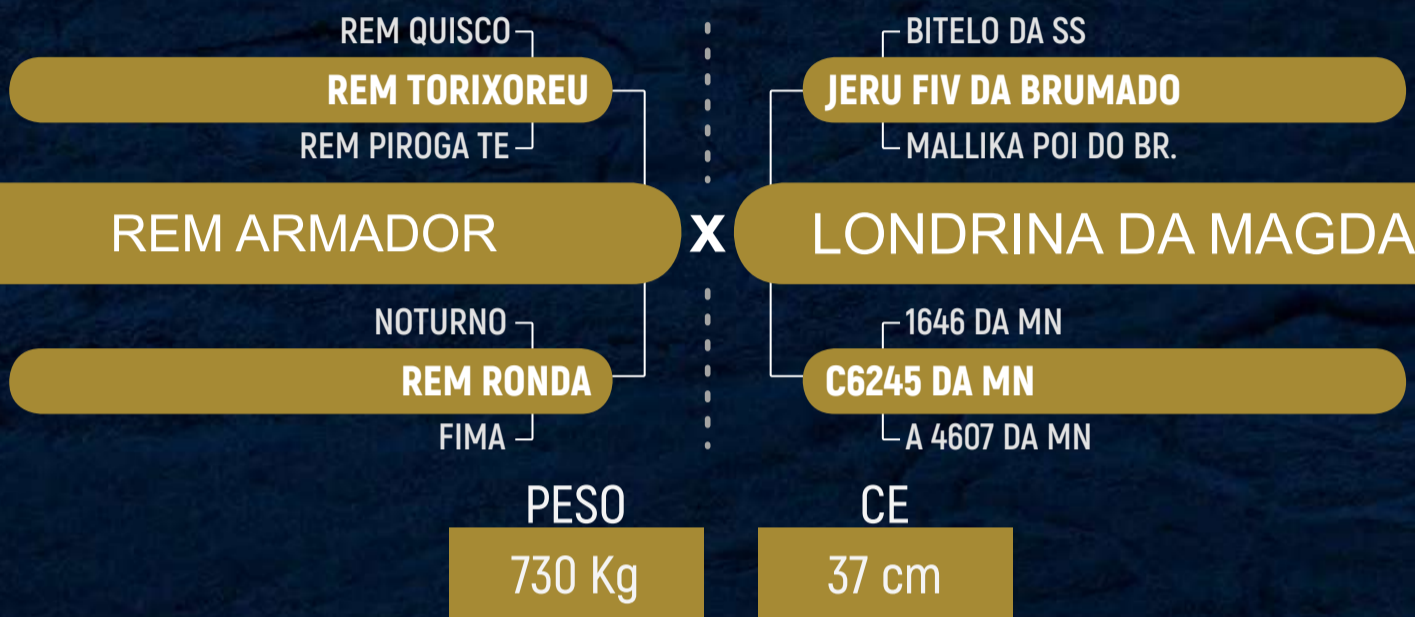 REM QUISCO
REM TORIXOREU
REM PIROGA TE
REM ARMADOR
NOTURNO
REM RONDA
FIMA
X
BITELO DA SS
JERU FIV DA BRUMADO
MALLIKA POI DO BR.
LONDRINA DA MAGDA
1646 DA MN
C6245 DA MN
A 4607 DA MN
PESO
730 Kg
CE
37 cm